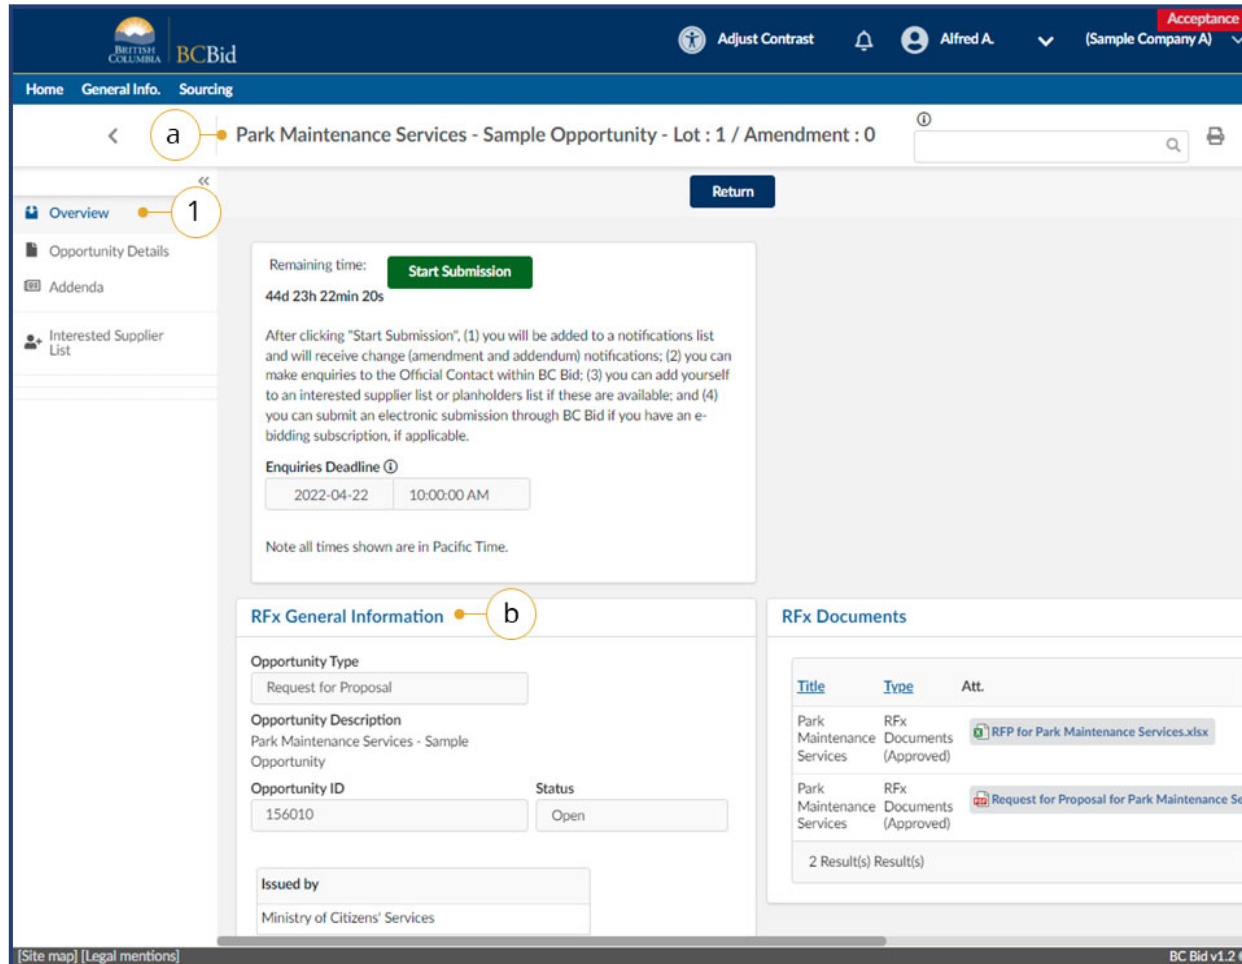 BRITISH
COLUMBIA
BCBid
Adjust Contrast
Alfred A.
Acceptance
(Sample Company A)
Home General Info. Sourcing
a
Park Maintenance Services - Sample Opportunity - Lot : 1 / Amendment : 0
Return
Overview
1
Opportunity Details
Addenda
Interested Supplier
List
Remaining time:
Start Submission
44d 23h 22min 20s
After clicking "Start Submission", (1) you will be added to a notifications list
and will receive change (amendment and addendum) notifications; (2) you can
make enquiries to the Official Contact within BC Bid; (3) you can add yourself
to an interested supplier list or planholders list if these are available; and (4)
you can submit an electronic submission through BC Bid if you have an e-
bidding subscription, if applicable.
Enquiries Deadline
2022-04-22 10:00:00 AM
Note all times shown are in Pacific Time.
RFx General Information
b
Opportunity Type
Request for Proposal
Opportunity Description
Park Maintenance Services - Sample
Opportunity
Opportunity ID
156010
Status
Open
Issued by
Ministry of Citizens' Services
RFx Documents
Title Type Att.
Park
Maintenance
Services
RFx
Documents
(Approved)
RFP for Park Maintenance Services.xlsx
Park
Maintenance
Services
RFx
Documents
(Approved)
Request for Proposal for Park Maintenance Se
2 Result(s) Result(s)
[Site map] [Legal mentions]
BC Bid v1.2 ©